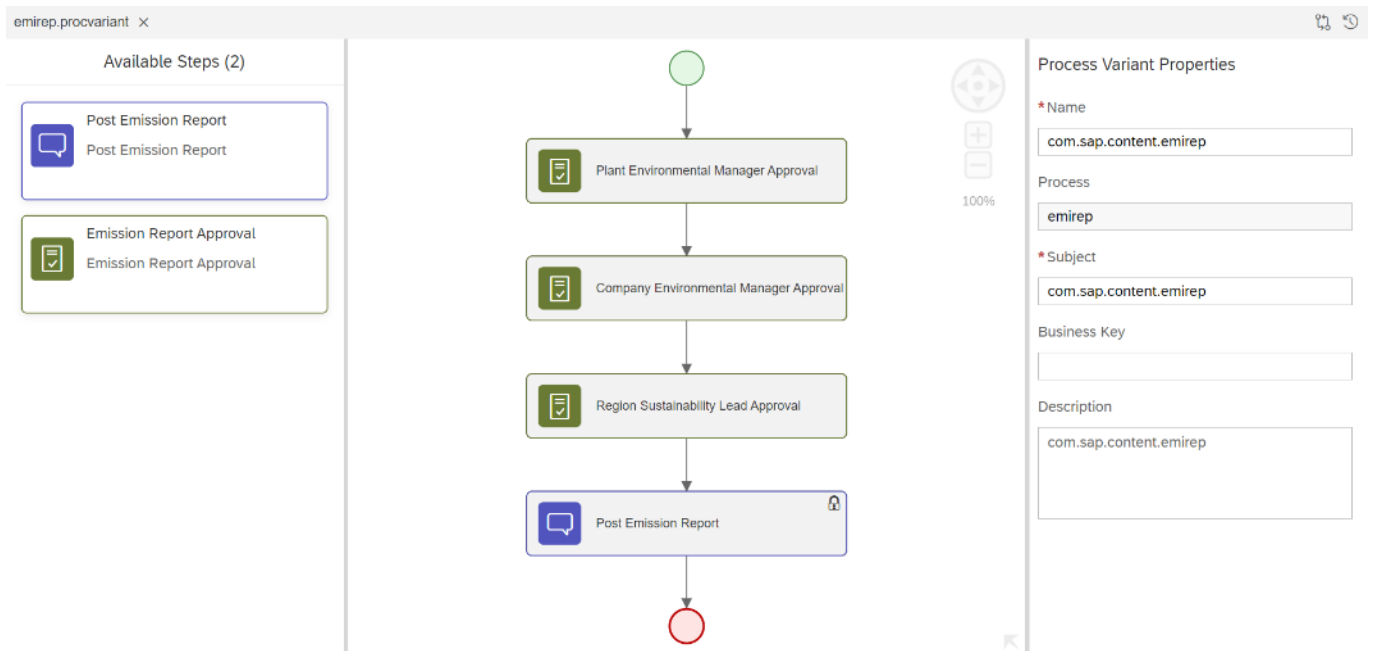 emirep.procvariant
Available Steps (2)
Post Emission Report
Post Emission Report
Emission Report Approval
Emission Report Approval
Plant Environmental Manager Approval
Company Environmental Manager Approval
Region Sustainability Lead Approval
Post Emission Report
100%
Process Variant Properties
*Name
com.sap.content.emirep
Process
emirep
*Subject
com.sap.content.emirep
Business Key
Description
com.sap.content.emirep